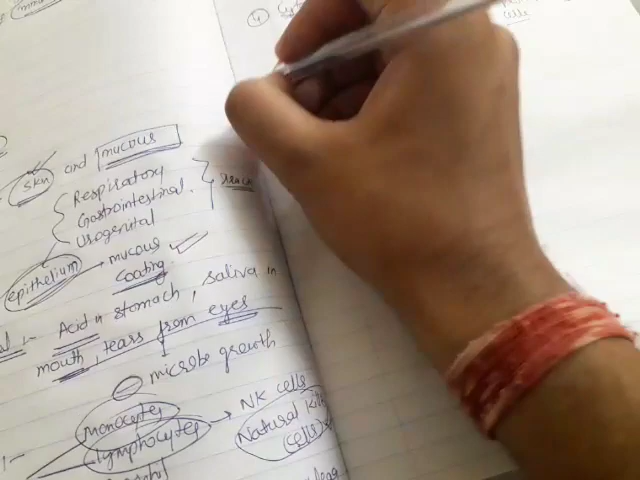 skin and mucous
Respiratory
Gastrointestinal
Urogenital
epithelium → mucous
coating
Acid in stomach, saliva in
mouth, tears from eyes
microbe growth
monocytes
lymphocytes → NK cells
Natural
(cells)
cells